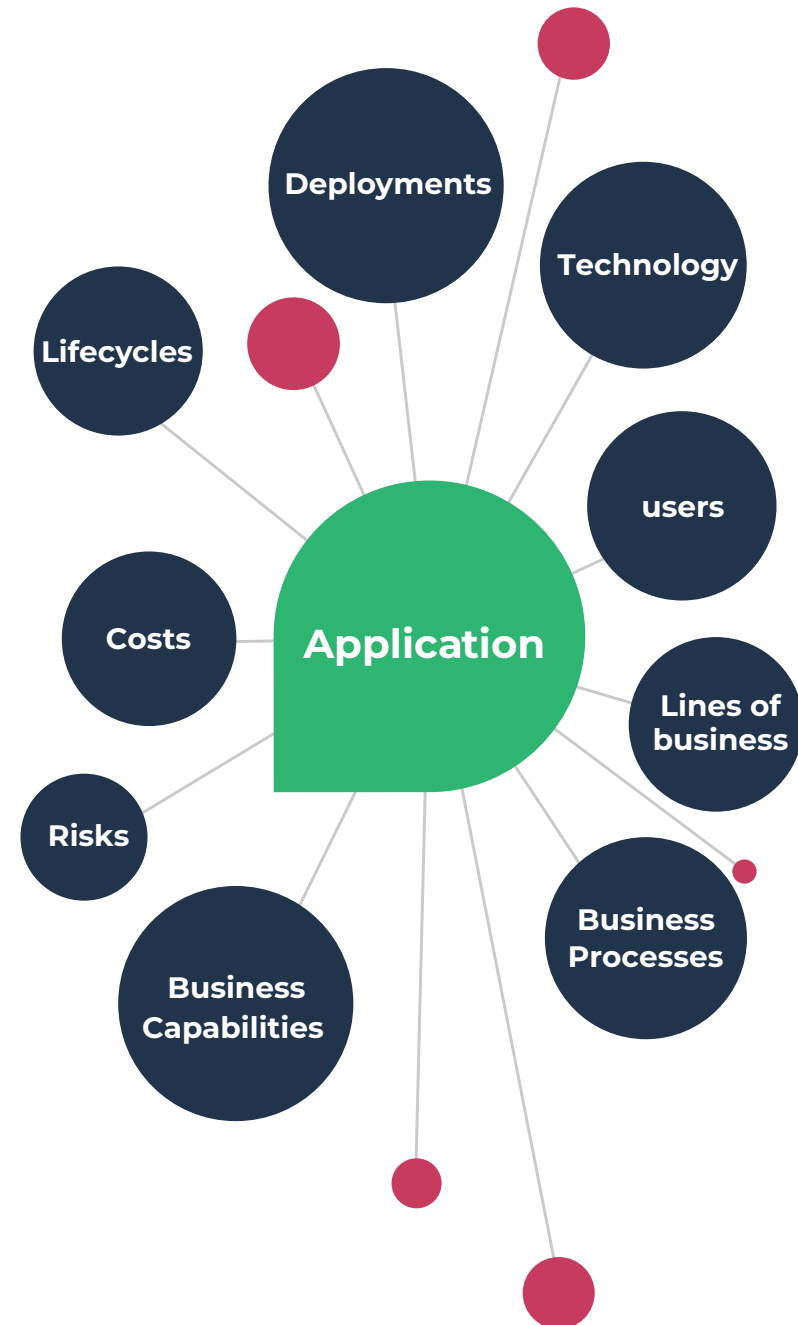 Deployments
Technology
Lifecycles
users
Costs
Application
Lines of
business
Risks
Business
Processes
Business
Capabilities